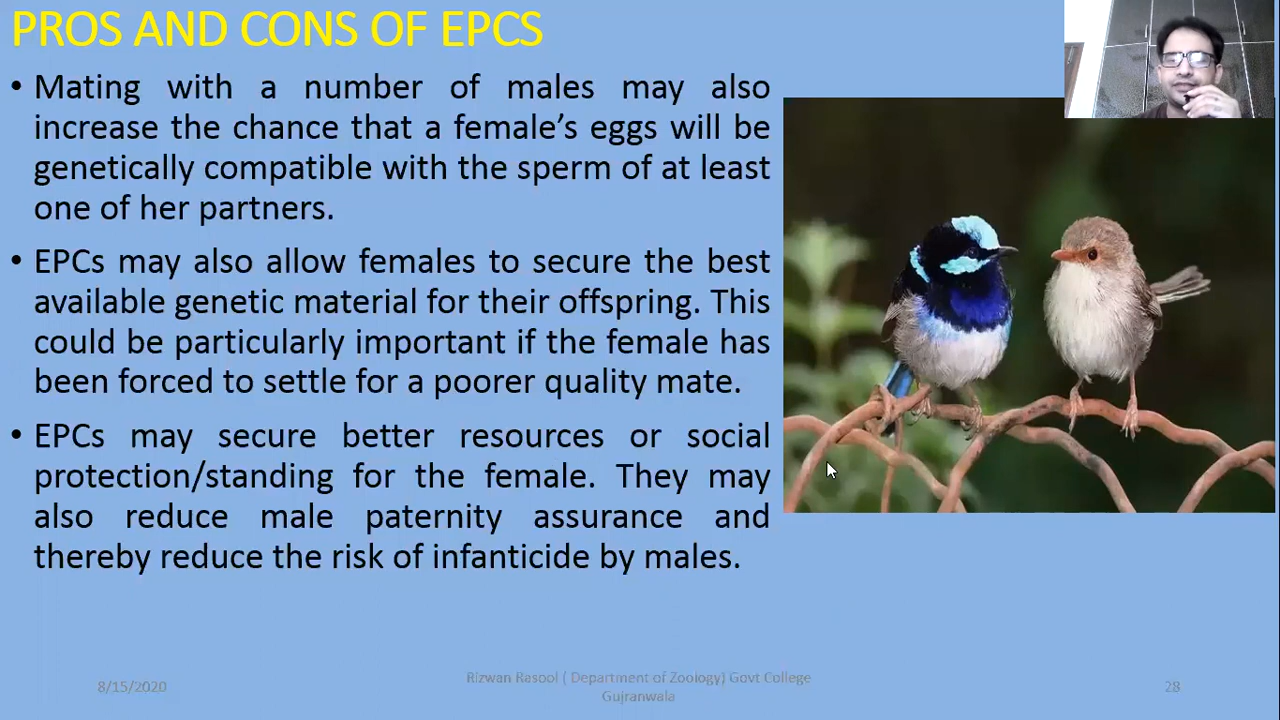 PROS AND CONS OF EPCS
• Mating with a number of males may also
increase the chance that a female's eggs will be
genetically compatible with the sperm of at least
one of her partners.
• EPCs may also allow females to secure the best
available genetic material for their offspring. This
could be particularly important if the female has
been forced to settle for a poorer quality mate.
• EPCs may secure better resources or social
protection/standing for the female. They may
also reduce male paternity assurance and
thereby reduce the risk of infanticide by males.
8/15/2020
Rizwan Rasool ( Department of Zoology) Govt College
Gujranwala
28